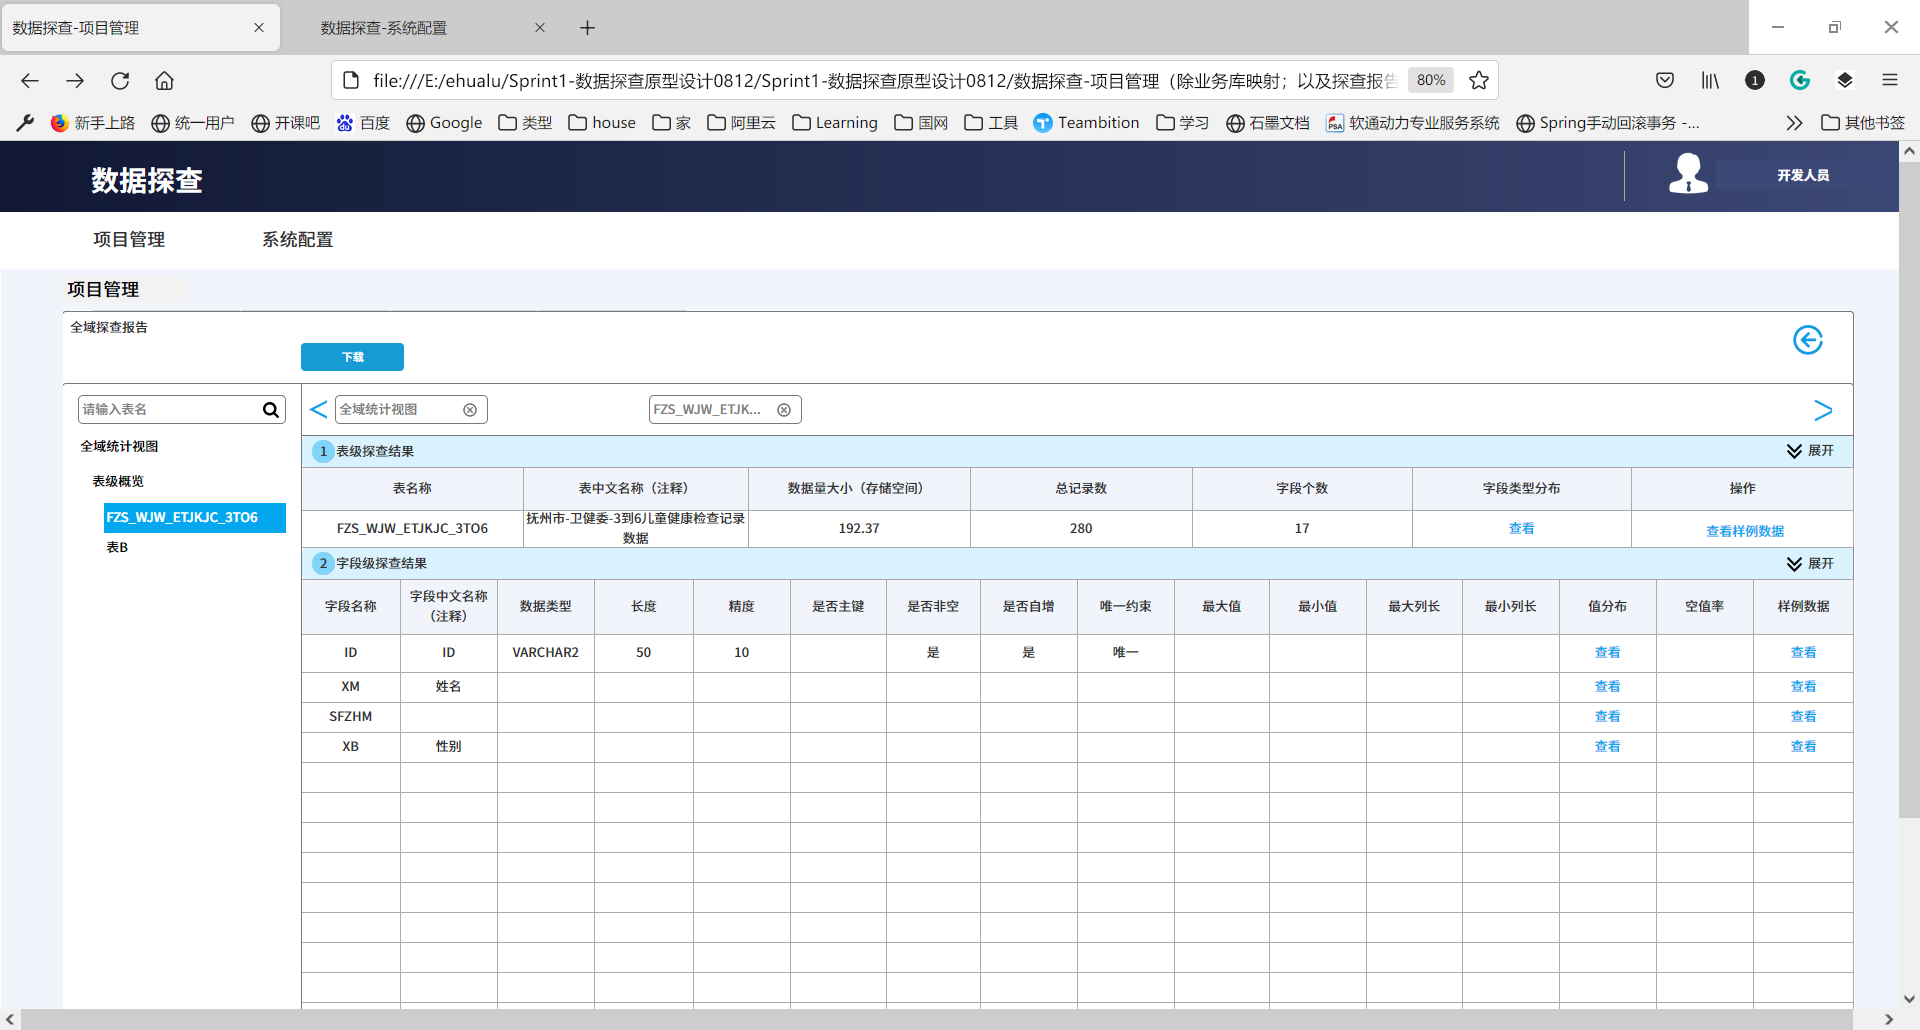 数据探查-项目管理
数据探查-系统配置
file:///E:/ehualu/Sprint1-数据探查原型设计0812/Sprint1-数据探查原型设计0812/数据探查-项目管理（除业务库映射；以及探查报告
80%
1
新手上路 统一用户 开课吧 百度 Google 类型 house 家 阿里云 Learning 国网 工具 Teambition 学习 石墨文档 软通动力专业服务系统 Spring手动回滚事务 -... 其他书签
数据探查
开发人员
项目管理 系统配置
项目管理
全域探查报告
下载
请输入表名
全域统计视图
表级概览
FZS_WJW_ETJKJC_3TO6
表B
全域统计视图 FZS_WJW_ETJK...
1 表级探查结果 展开
表名称 表中文名称（注释） 数据量大小（存储空间） 总记录数 字段个数 字段类型分布 操作
FZS_WJW_ETJKJC_3TO6 抚州市-卫健委-3到6儿童健康检查记录数据 192.37 280 17 查看 查看样例数据
2 字段级探查结果 展开
字段名称 字段中文名称（注释） 数据类型 长度 精度 是否主键 是否非空 是否自增 唯一约束 最大值 最小值 最大列长 最小列长 值分布 空值率 样例数据
ID ID VARCHAR2 50 10 是 是 唯一 查看 查看
XM 姓名 查看 查看
SFZHM 查看 查看
XB 性别 查看 查看